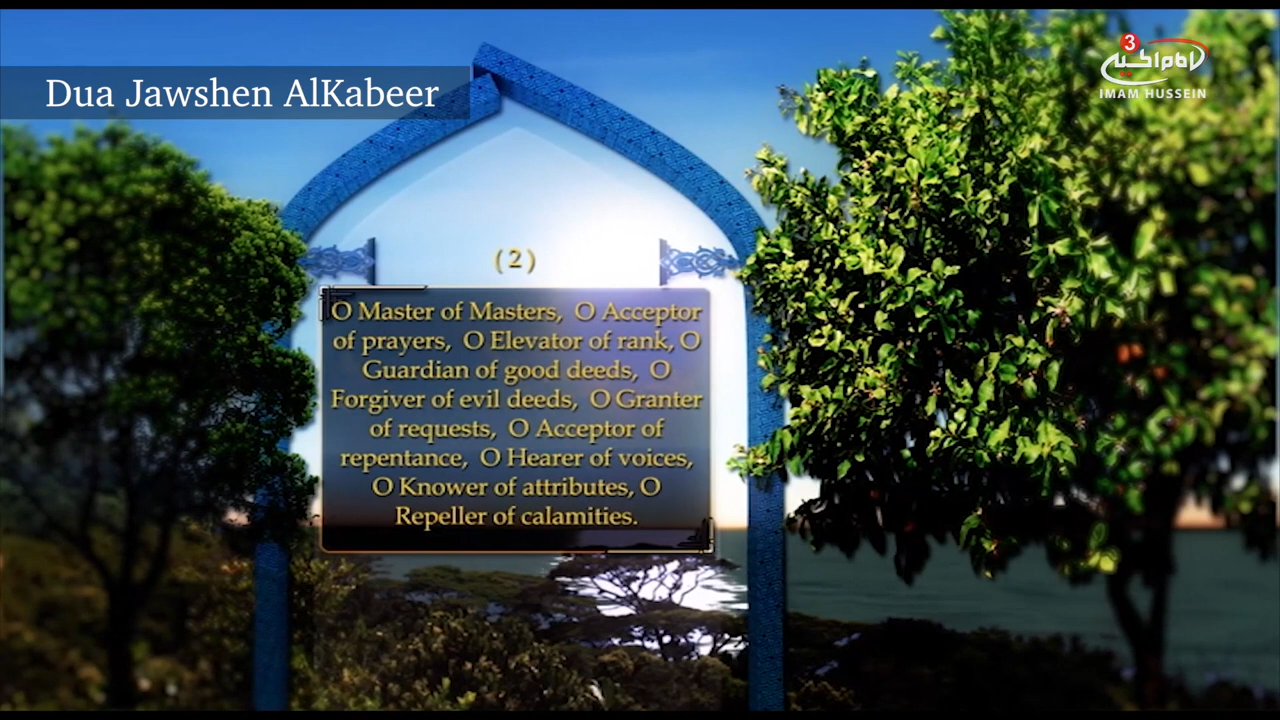 Dua Jawshen AlKabeer
3
IMAM HUSSEIN
(2)
O Master of Masters, O Acceptor
of prayers, O Elevator of rank, O
Guardian of good deeds, O
Forgiver of evil deeds, O Granter
of requests, O Acceptor of
repentance, O Hearer of voices,
O Knower of attributes, O
Repeller of calamities.